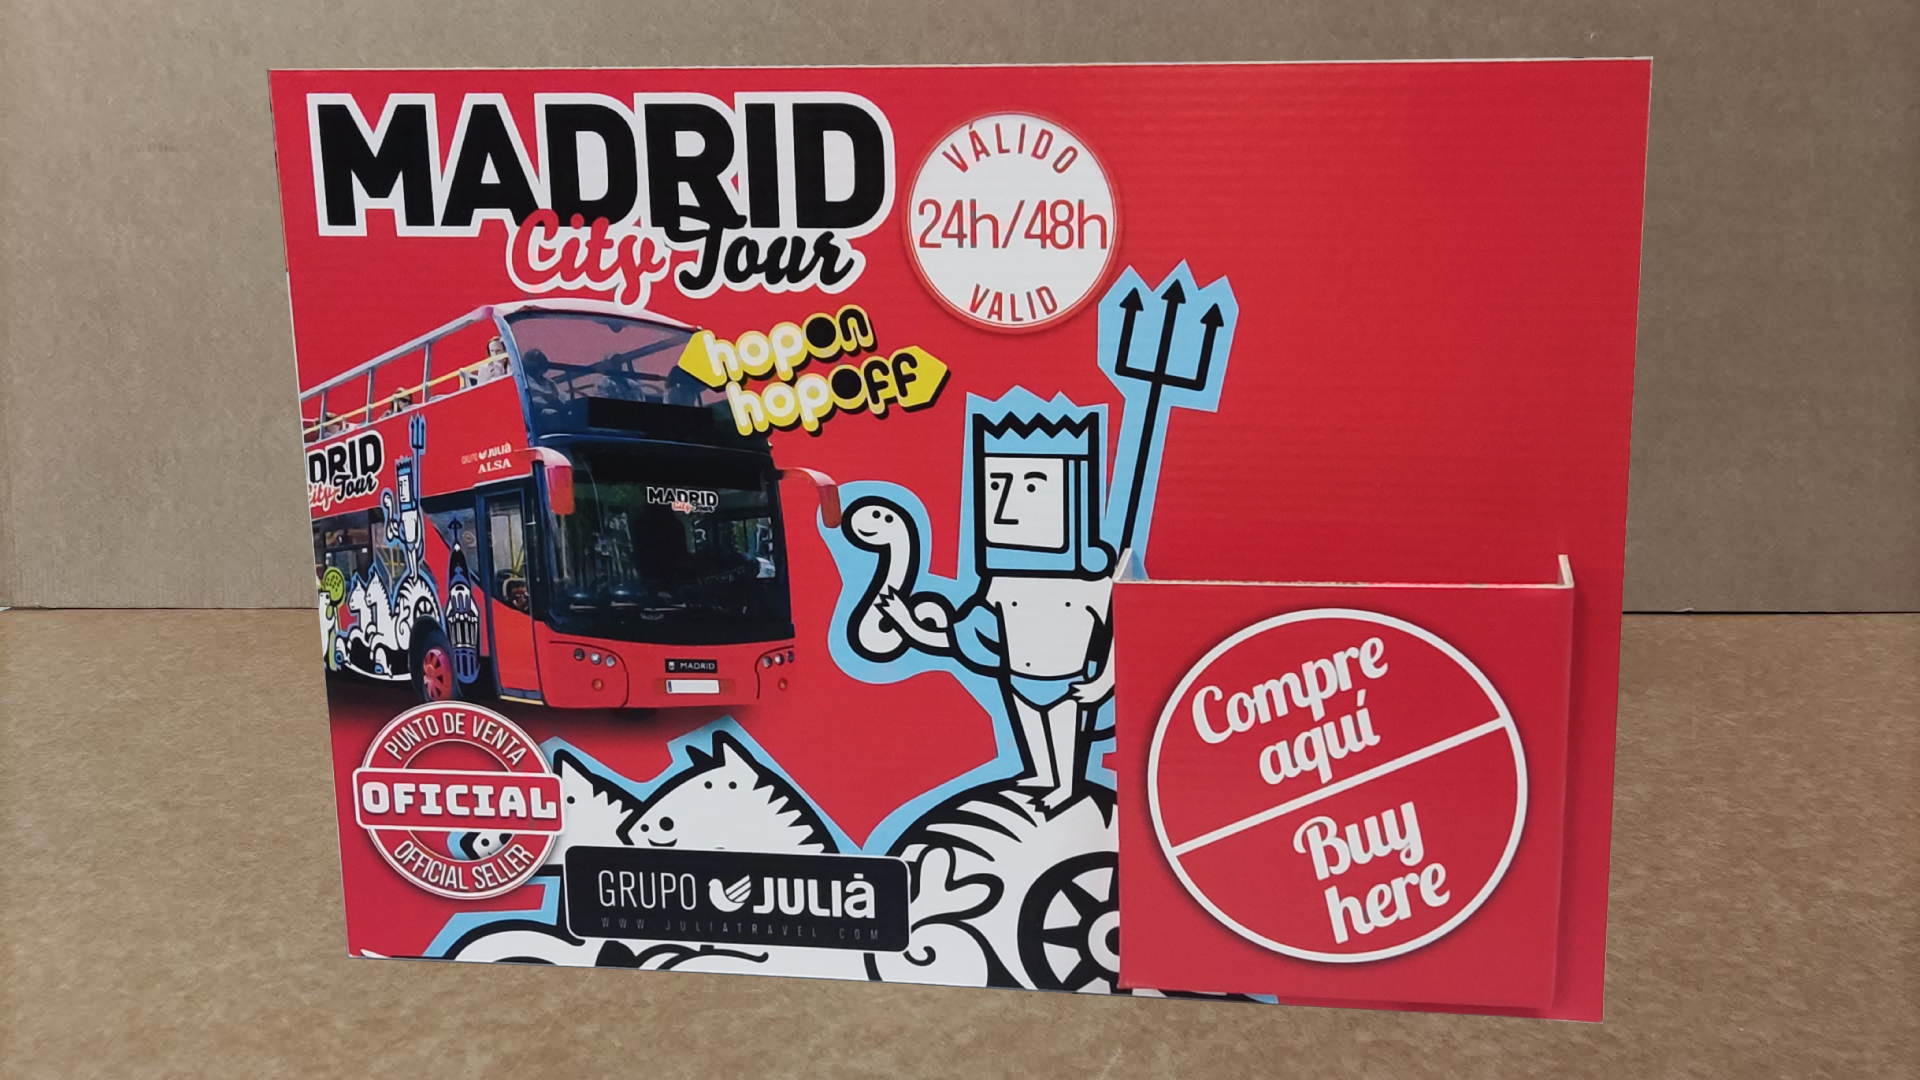 MADRID
City Tour
VÁLIDO
24h/48h
VALID
hop on
hop off
DRID
City Tour
GRUPO JULIÀ
ALSA
MADRID
City Tour
MADRID
PUNTO DE VENTA
OFICIAL
OFFICIAL SELLER
GRUPO JULIÀ
WWW.JULIATRAVEL.COM
Compre
aquí
Buy
here